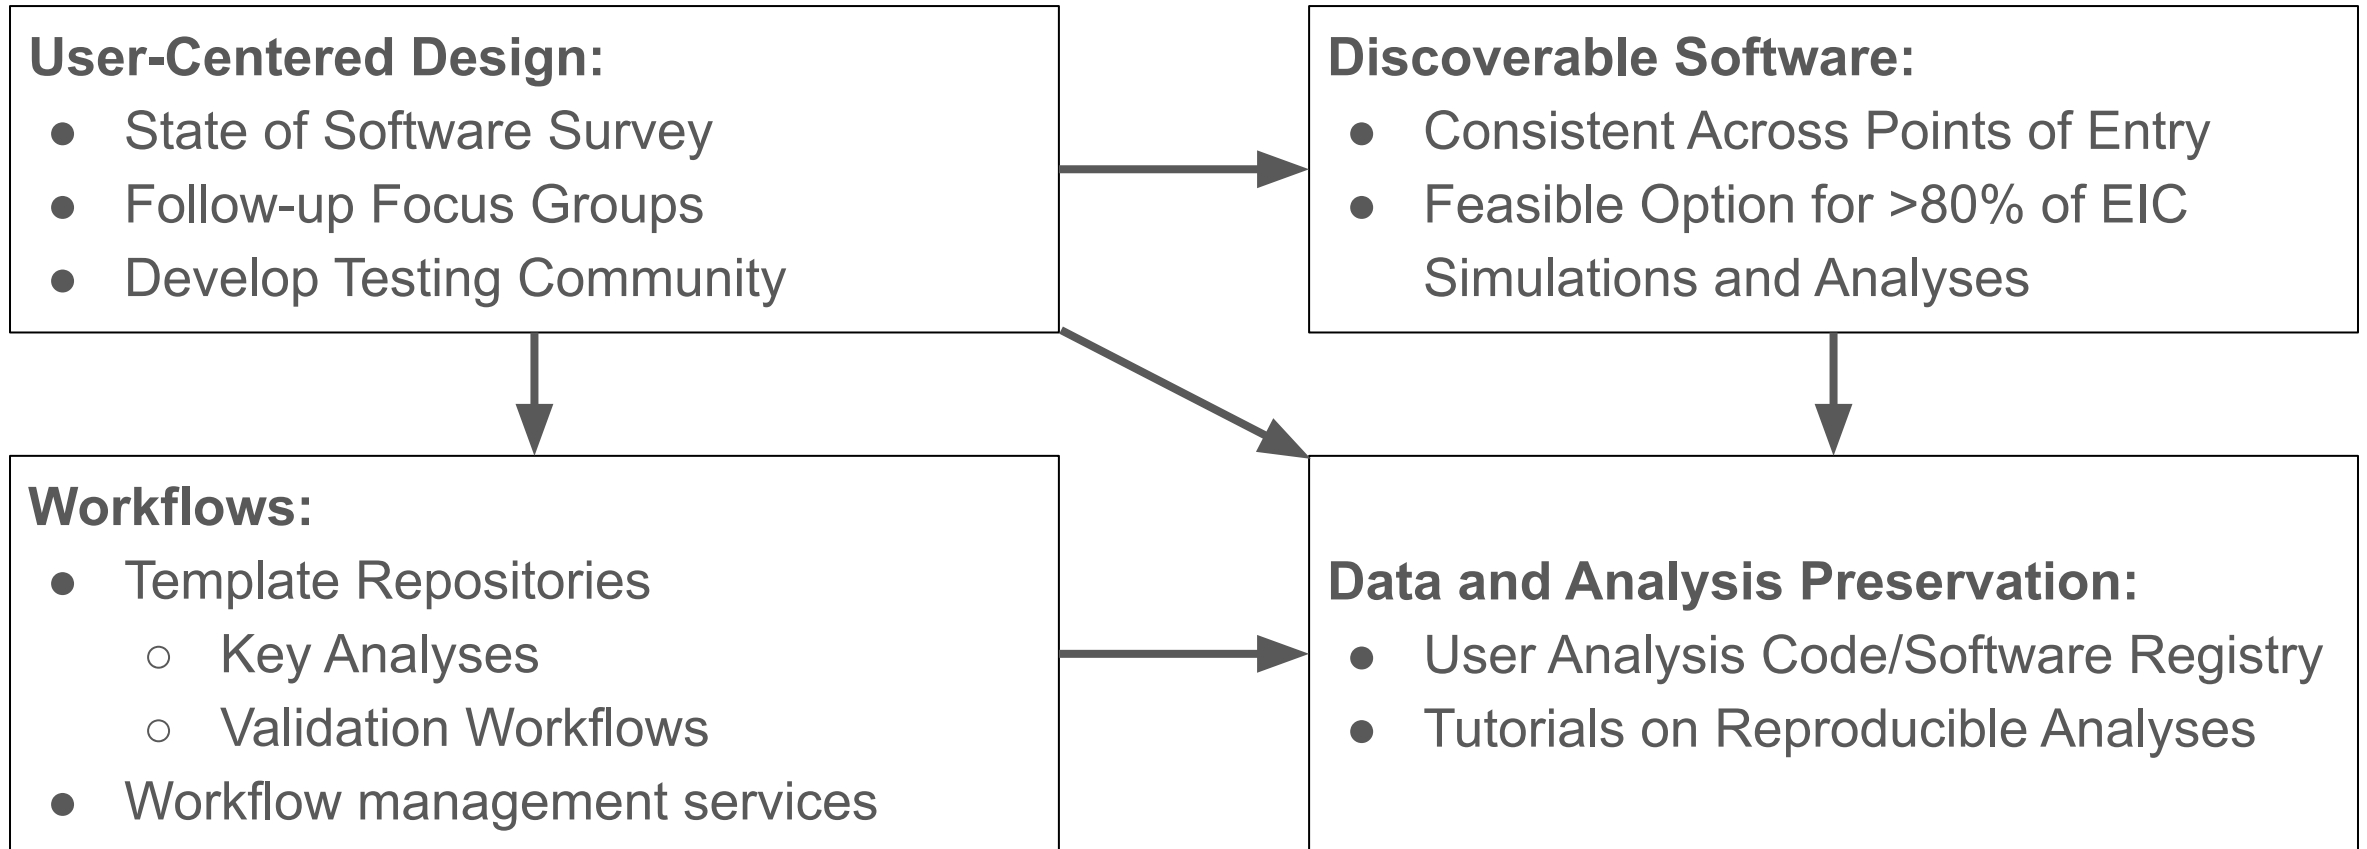 User-Centered Design:
● State of Software Survey
● Follow-up Focus Groups
● Develop Testing Community
Discoverable Software:
● Consistent Across Points of Entry
● Feasible Option for >80% of EIC
Simulations and Analyses
Workflows:
● Template Repositories
○ Key Analyses
○ Validation Workflows
● Workflow management services
Data and Analysis Preservation:
● User Analysis Code/Software Registry
● Tutorials on Reproducible Analyses